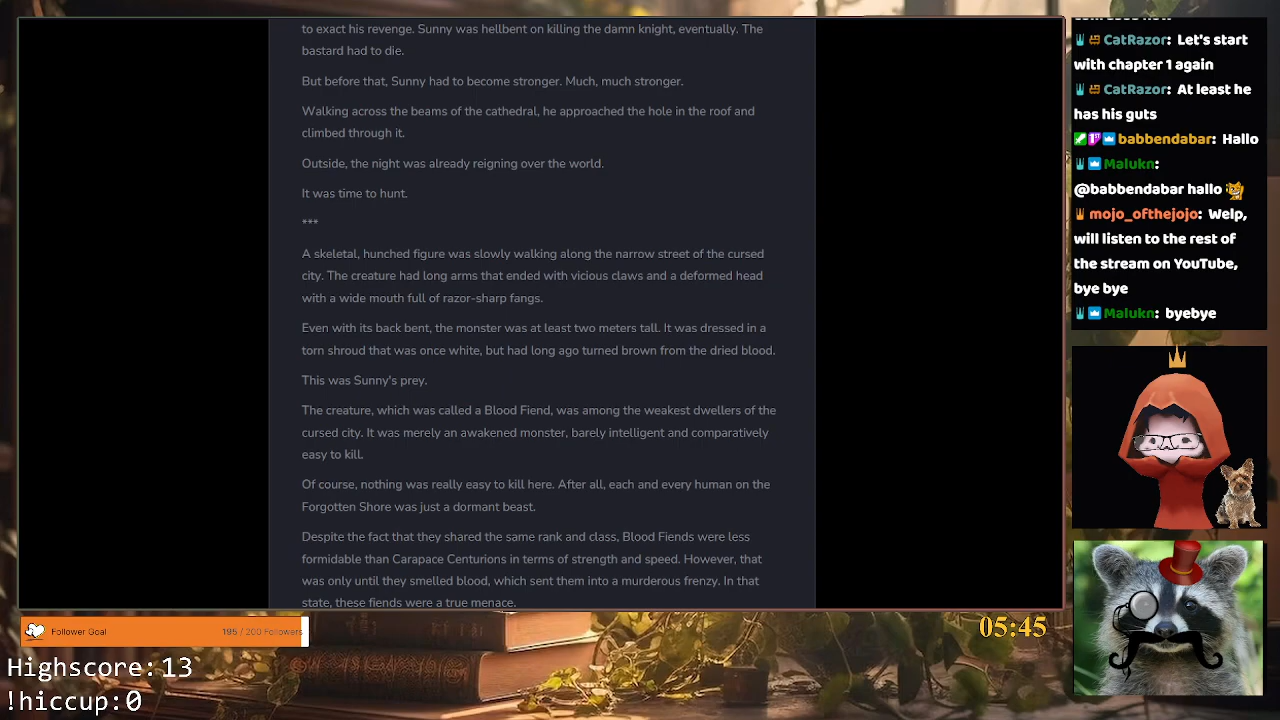 to exact his revenge. Sunny was hellbent on killing the damn knight, eventually. The
bastard had to die.
But before that, Sunny had to become stronger. Much, much stronger.
Walking across the beams of the cathedral, he approached the hole in the roof and
climbed through it.
Outside, the night was already reigning over the world.
It was time to hunt.
***
A skeletal, hunched figure was slowly walking along the narrow street of the cursed
city. The creature had long arms that ended with vicious claws and a deformed head
with a wide mouth full of razor-sharp fangs.
Even with its back bent, the monster was at least two meters tall. It was dressed in a
torn shroud that was once white, but had long ago turned brown from the dried blood.
This was Sunny's prey.
The creature, which was called a Blood Fiend, was among the weakest dwellers of the
cursed city. It was merely an awakened monster, barely intelligent and comparatively
easy to kill.
Of course, nothing was really easy to kill here. After all, each and every human on the
Forgotten Shore was just a dormant beast.
Despite the fact that they shared the same rank and class, Blood Fiends were less
formidable than Carapace Centurions in terms of strength and speed. However, that
was only until they smelled blood, which sent them into a murderous frenzy. In that
state, these fiends were a true menace.
CatRazor: Let's start
with chapter 1 again
CatRazor: At least he
has his guts
babbendabar: Hallo
Malukn:
@babbendabar hallo
mojo_ofthejojo: Welp,
will listen to the rest of
the stream on YouTube,
bye bye
Malukn: byebye
Follower Goal
195 / 200 Followers
05:45
Highscore:13
!hiccup:0